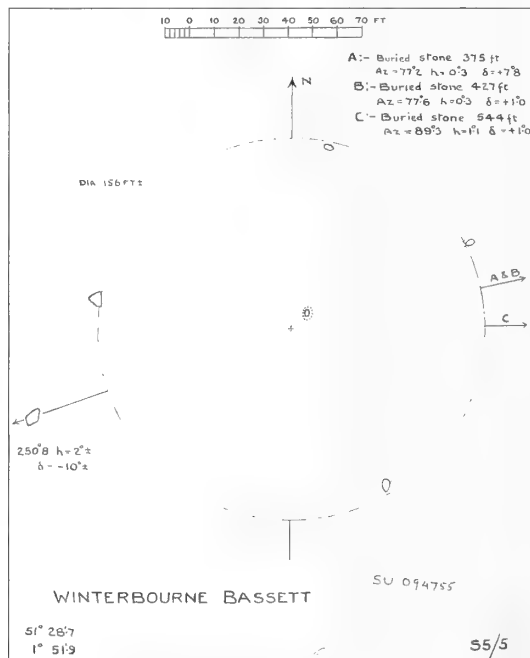 10 0 10 20 30 40 50 60 70 FT
A:- Buried stone 375 ft
Az = 77°2 h = 0°3 δ = +7°8
B:- Buried stone 427 ft
Az = 77°6 h = 0°3 δ = +1°0
C:- Buried stone 544 ft
Az = 89°3 h = 1°1 δ = +1°0
N
DIA 156 FT ±
A & B
C
250°8 h = 2° ±
δ = -10° ±
SU 094755
WINTERBOURNE BASSETT
51° 28'.7
1° 51'.9
S5/5